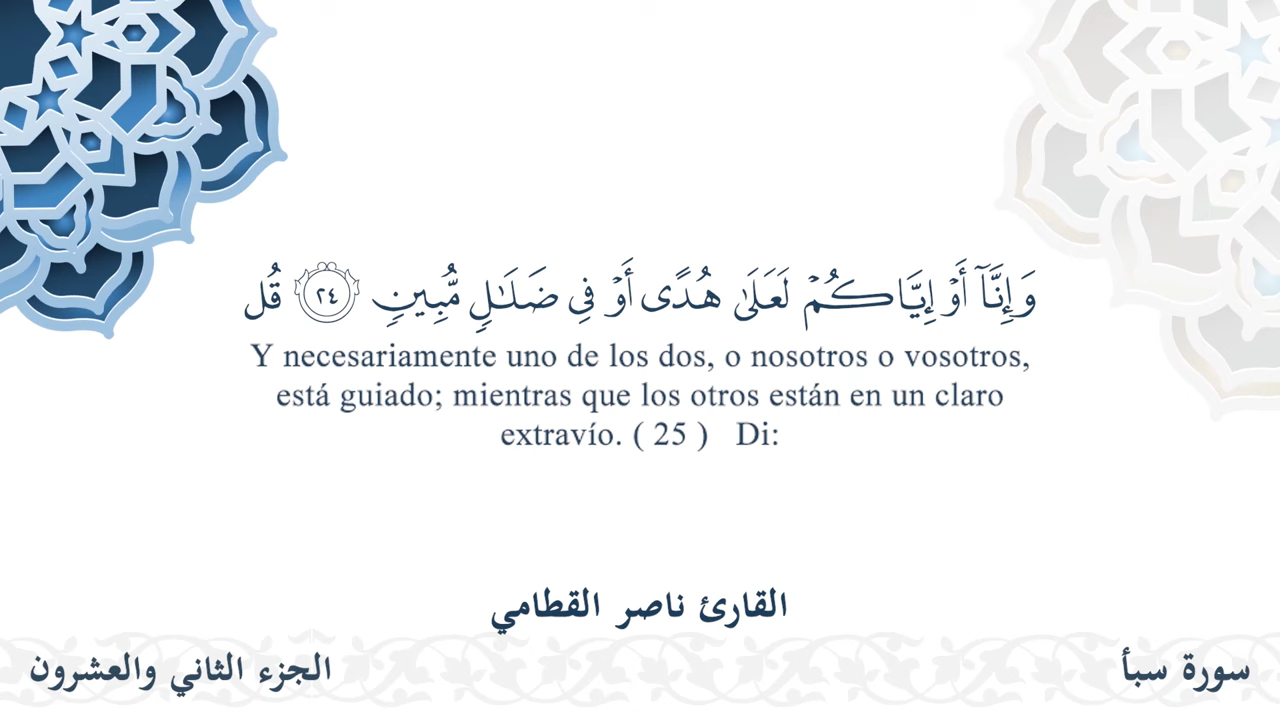 وَإِنَّآ أَوۡ إِيَّاكُمۡ لَعَلَىٰ هُدًى أَوۡ فِي ضَلَٰلٖ مُّبِينٖ ٢٤ قُل
Y necesariamente uno de los dos, o nosotros o vosotros,
está guiado; mientras que los otros están en un claro
extravío. ( 25 ) Di:
القارئ ناصر القطامي
سورة سبأ
الجزء الثاني والعشرون